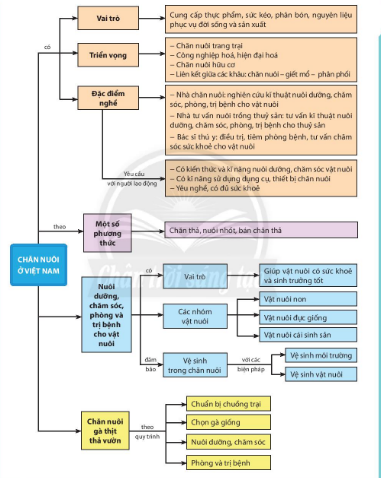 Vai trò
Cung cấp thực phẩm, sức kéo, phân bón, nguyên liệu
phục vụ đời sống và sản xuất
có
Triển vọng
– Chăn nuôi trang trại
– Công nghiệp hoá, hiện đại hoá
– Chăn nuôi hữu cơ
– Liên kết giữa các khâu: chăn nuôi – giết mổ – phân phối
Đặc điểm
nghề
– Nhà chăn nuôi: nghiên cứu kĩ thuật nuôi dưỡng, chăm
sóc, phòng, trị bệnh cho vật nuôi
– Nhà tư vấn nuôi trồng thuỷ sản: tư vấn kĩ thuật nuôi
dưỡng, chăm sóc, phòng, trị bệnh cho thuỷ sản
– Bác sĩ thú y: điều trị, tiêm phòng bệnh, tư vấn chăm
sóc sức khoẻ cho vật nuôi
Yêu cầu
với người lao động
– Có kiến thức và kĩ năng nuôi dưỡng, chăm sóc vật nuôi
– Có kĩ năng sử dụng dụng cụ, thiết bị chăn nuôi
– Yêu nghề, có đủ sức khoẻ
CHĂN NUÔI
Ở VIỆT NAM
theo
Một số
phương
thức
Chăn thả, nuôi nhốt, bán chăn thả
Chân trời sáng tạo
Nuôi
dưỡng,
chăm sóc,
phòng và
trị bệnh
cho vật
nuôi
có
Vai trò
Giúp vật nuôi có sức khoẻ
và sinh trưởng tốt
Các nhóm
vật nuôi
Vật nuôi non
Vật nuôi đực giống
Vật nuôi cái sinh sản
đảm
bảo
Vệ sinh
trong chăn nuôi
với các
biện pháp
Vệ sinh môi trường
Vệ sinh vật nuôi
Chăn nuôi
gà thịt
thả vườn
theo
quy trình
Chuẩn bị chuồng trại
Chọn gà giống
Nuôi dưỡng, chăm sóc
Phòng và trị bệnh